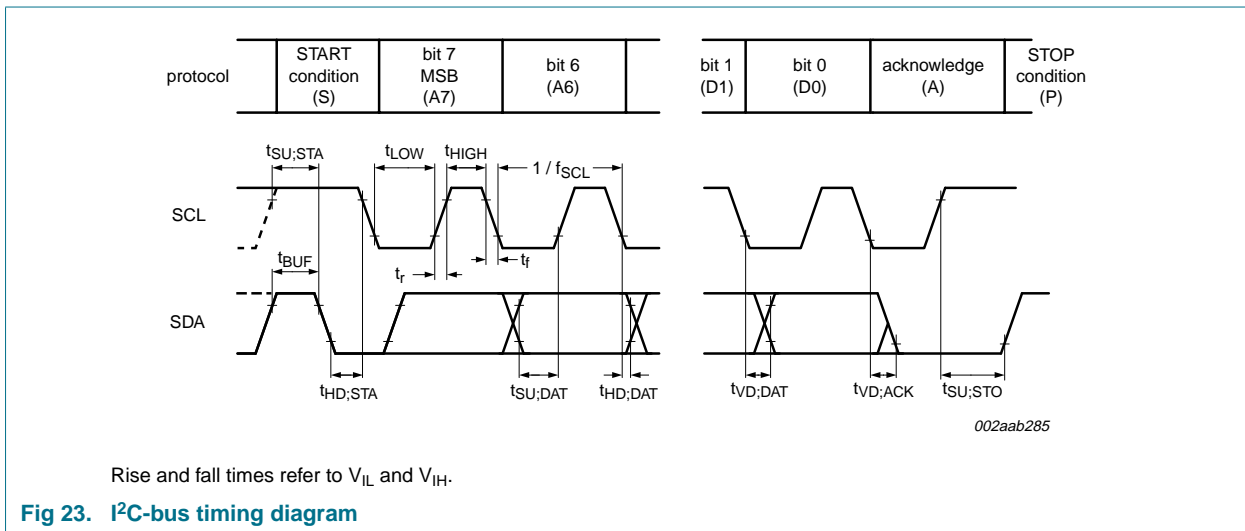 protocol
START
condition
(S)
bit 7
MSB
(A7)
bit 6
(A6)
bit 1
(D1)
bit 0
(D0)
acknowledge
(A)
STOP
condition
(P)
tSU;STA
tLOW
tHIGH
1 / fSCL
SCL
tBUF
tr
tf
SDA
tHD;STA
tSU;DAT
tHD;DAT
tVD;DAT
tVD;ACK
tSU;STO
002aab285
Rise and fall times refer to VIL and VIH.
Fig 23. I²C-bus timing diagram